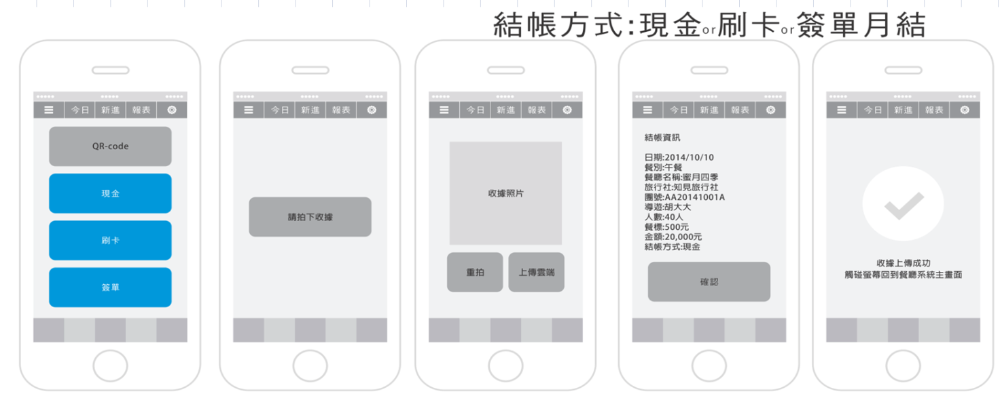 結帳方式:現金or刷卡or簽單月結
今日 新進 報表
QR-code
現金
刷卡
簽單
今日 新進 報表
請拍下收據
今日 新進 報表
收據照片
重拍 上傳雲端
今日 新進 報表
結帳資訊
日期:2014/10/10
餐別:午餐
餐廳名稱:蜜月四季
旅行社:知見旅行社
團號:AA20141001A
導遊:胡大大
人數:40人
餐標:500元
金額:20,000元
結帳方式:現金
確認
今日 新進 報表
收據上傳成功
觸碰螢幕回到餐廳系統主畫面